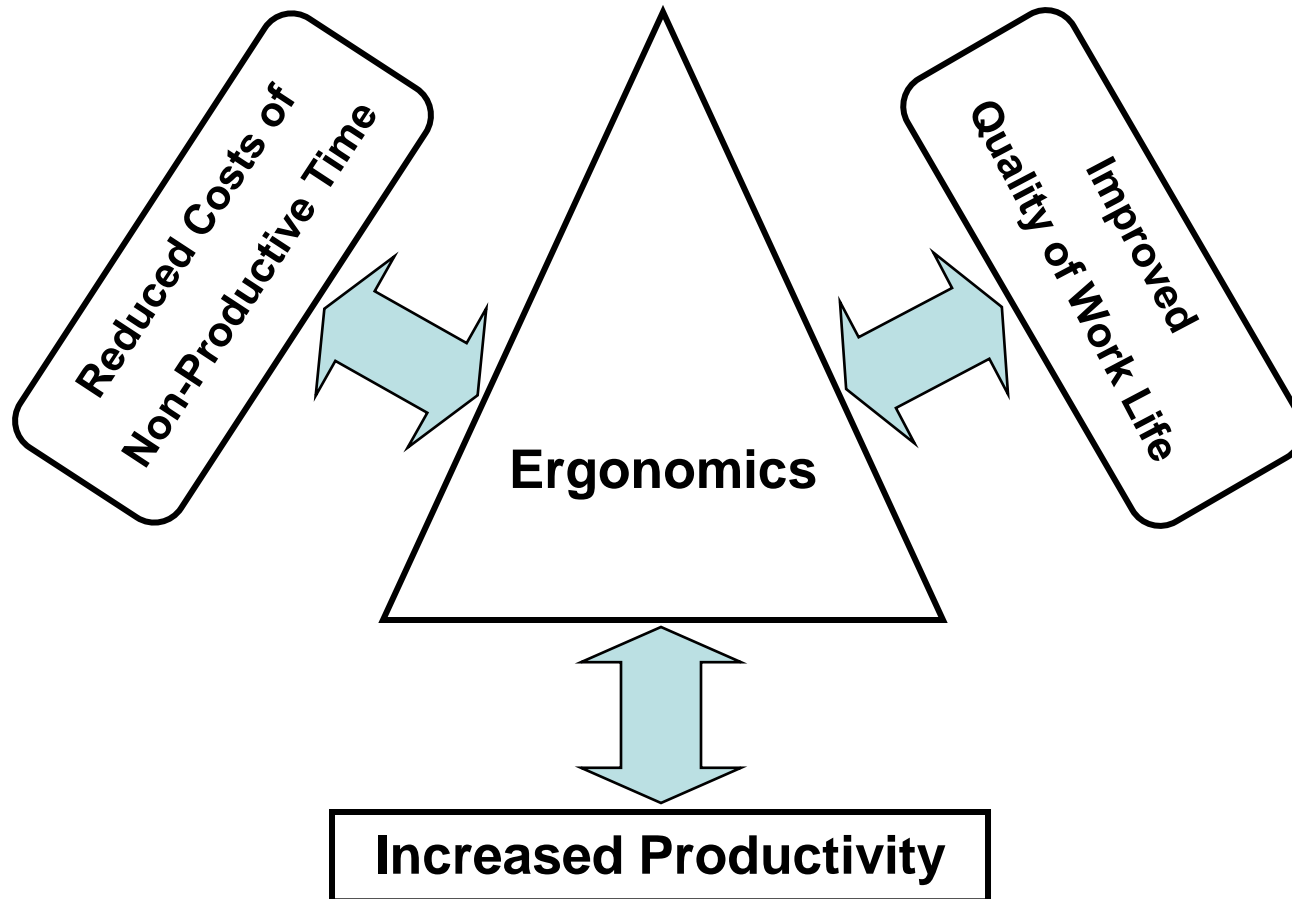 Reduced Costs of
Non-Productive Time
Improved
Quality of Work Life
Ergonomics
Increased Productivity